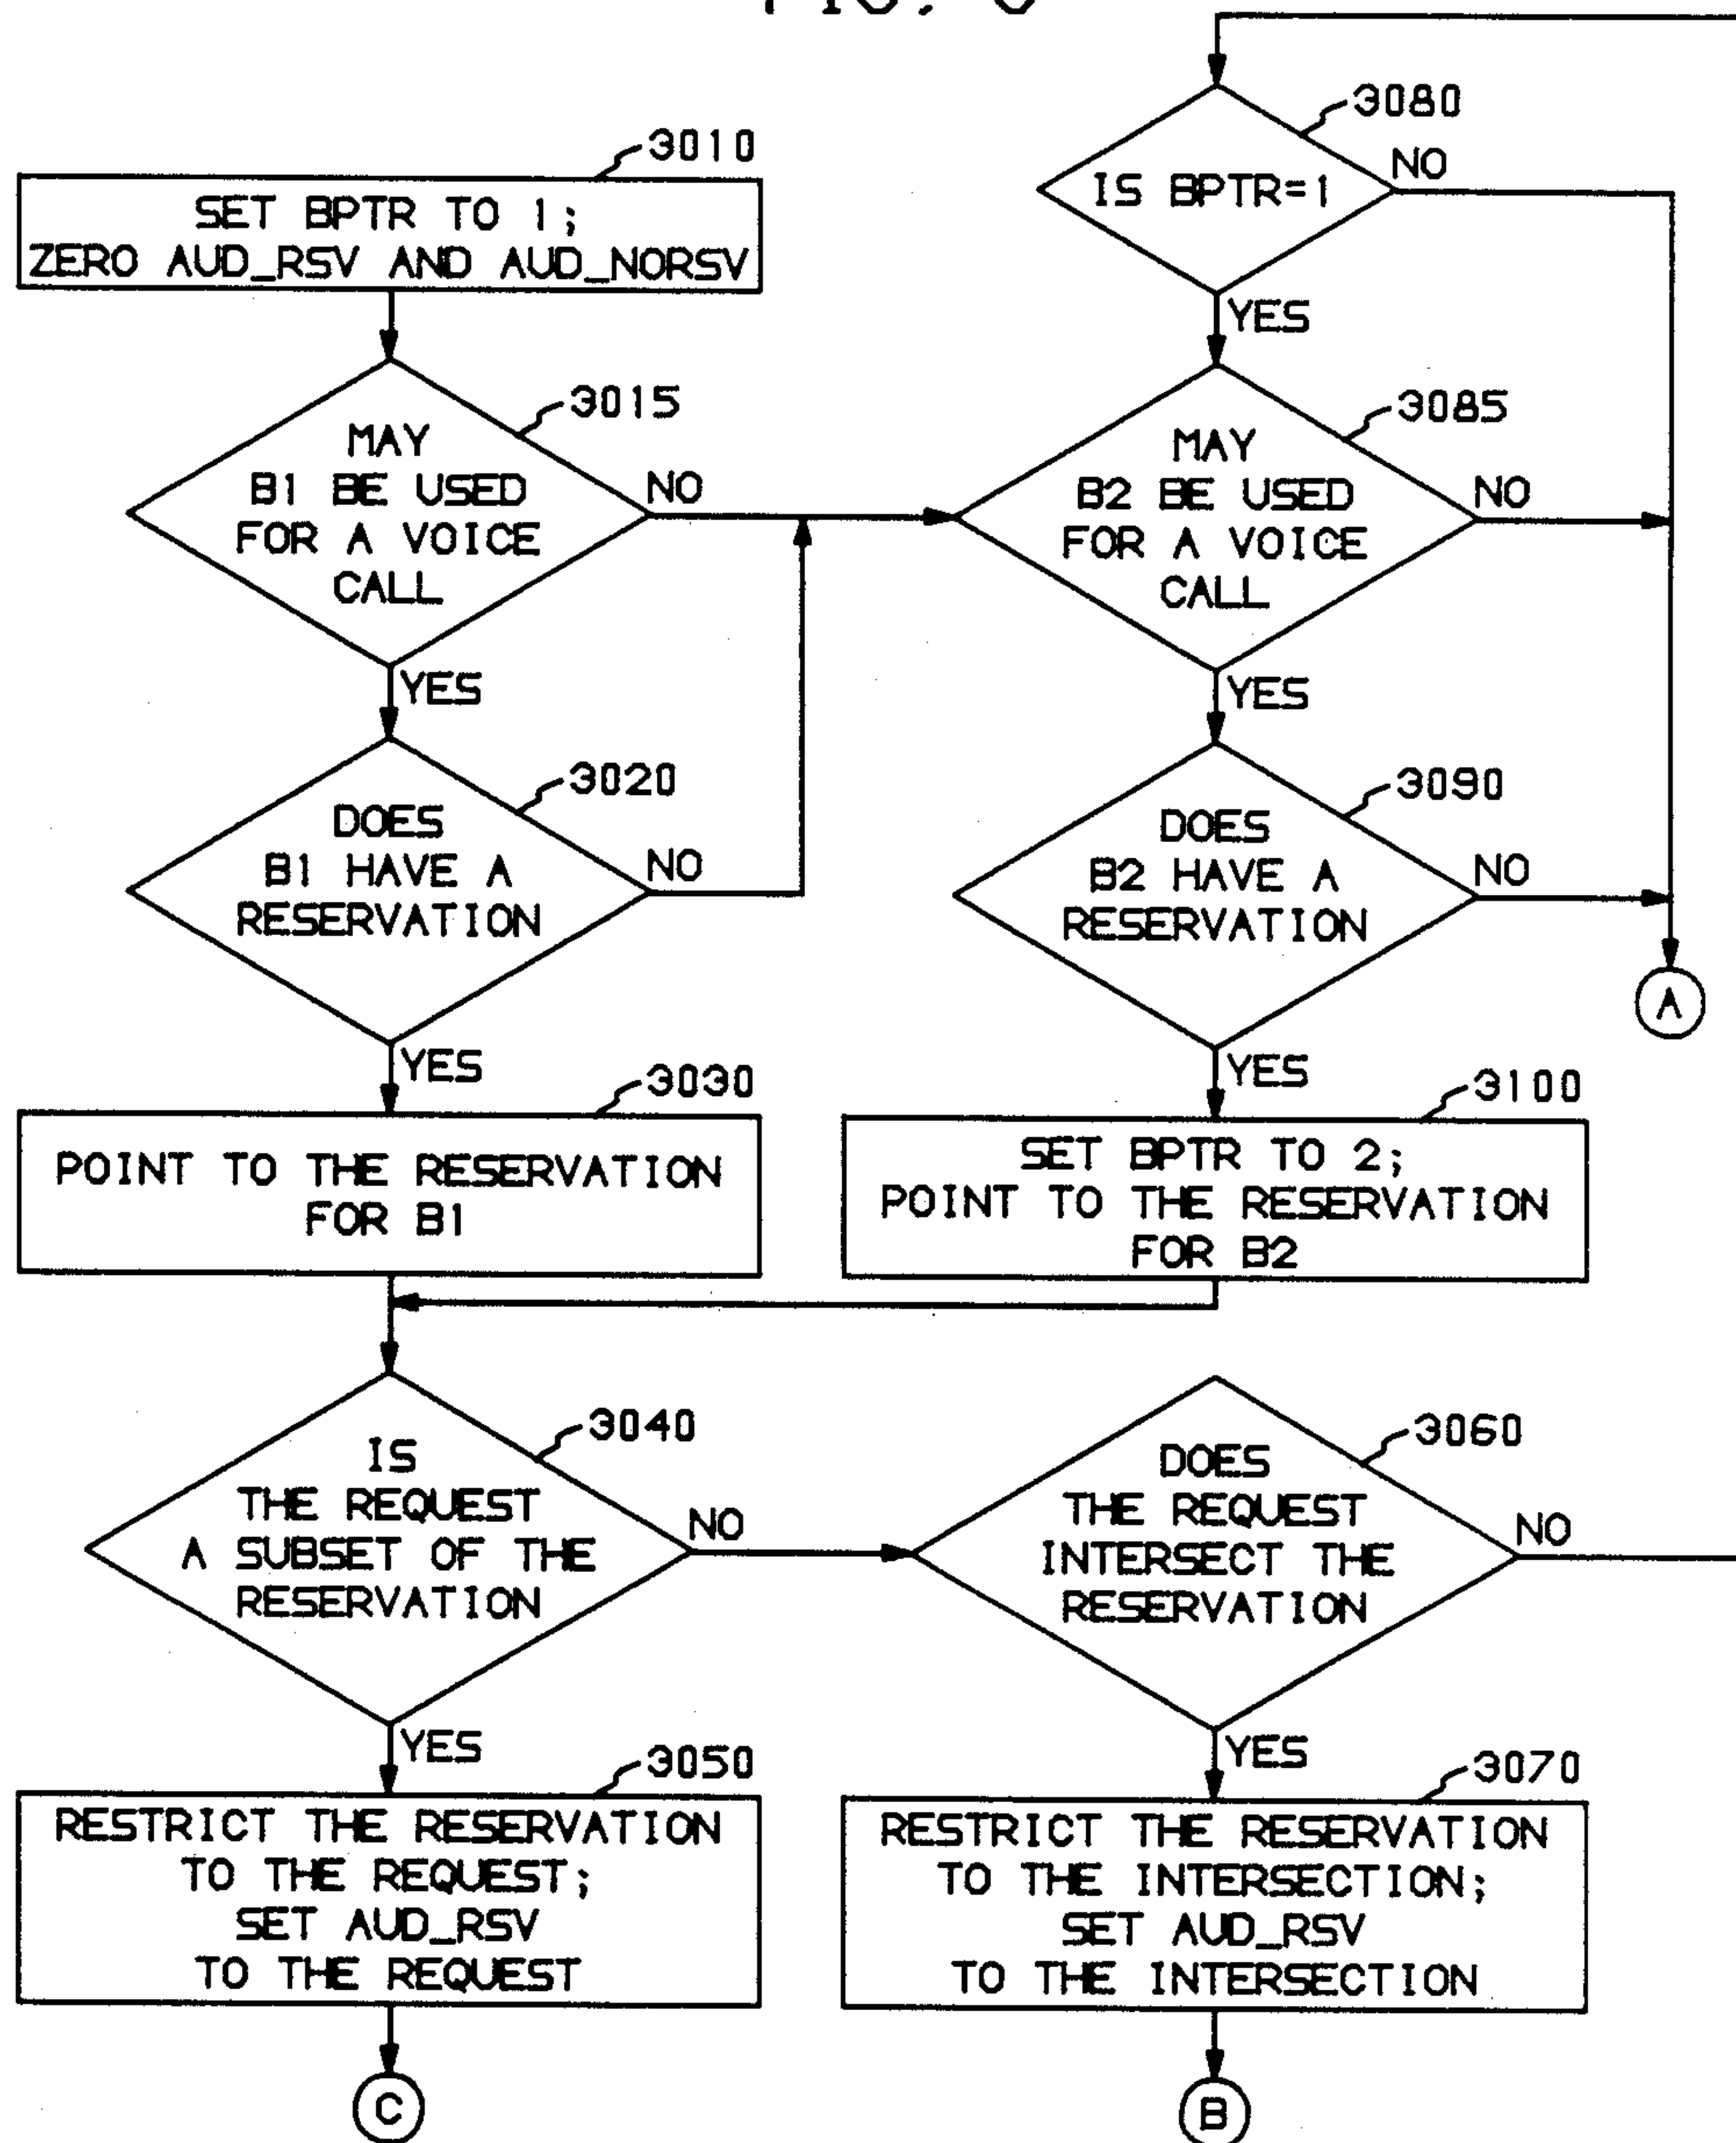 3010
SET BPTR TO 1;
ZERO AUD_RSV AND AUD_NORSV
3015
MAY
B1 BE USED
FOR A VOICE
CALL
NO
YES
3020
DOES
B1 HAVE A
RESERVATION
NO
YES
3030
POINT TO THE RESERVATION
FOR B1
3080
IS BPTR=1
NO
YES
3085
MAY
B2 BE USED
FOR A VOICE
CALL
NO
YES
3090
DOES
B2 HAVE A
RESERVATION
NO
A
YES
3100
SET BPTR TO 2;
POINT TO THE RESERVATION
FOR B2
3040
IS
THE REQUEST
A SUBSET OF THE
RESERVATION
NO
YES
3050
RESTRICT THE RESERVATION
TO THE REQUEST;
SET AUD_RSV
TO THE REQUEST
C
3060
DOES
THE REQUEST
INTERSECT THE
RESERVATION
NO
YES
3070
RESTRICT THE RESERVATION
TO THE INTERSECTION;
SET AUD_RSV
TO THE INTERSECTION
B